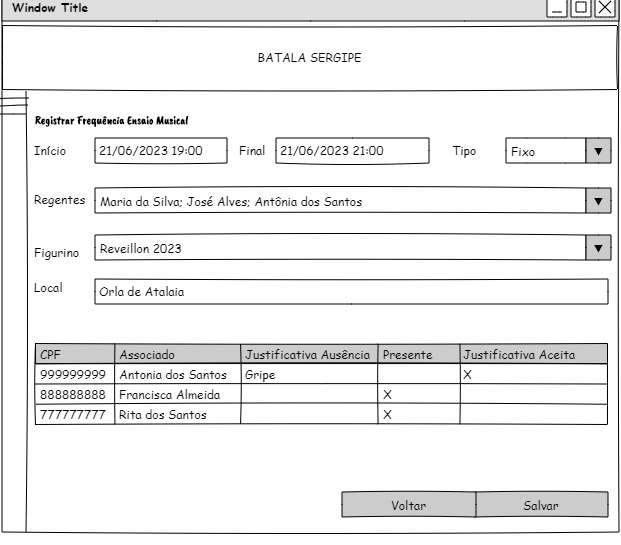 Window Title
BATALA SERGIPE
Registrar Frequência Ensaio Musical
Início 21/06/2023 19:00 Final 21/06/2023 21:00 Tipo Fixo
Regentes Maria da Silva; José Alves; Antônia dos Santos
Figurino Reveillon 2023
Local Orla de Atalaia
CPF Associado Justificativa Ausência Presente Justificativa Aceita
999999999 Antonia dos Santos Gripe X
888888888 Francisca Almeida X
777777777 Rita dos Santos X
Voltar Salvar